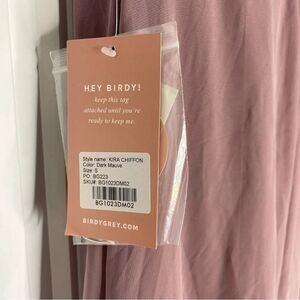 HEY BIRDY!
keep this tag
attached until you're
ready to keep me.
Style name: KIRA CHIFFON
Color: Dark Mauve
Size: S
PO: BG223
SKU#: BG1023DM02
BG1023DM02
BIRDYGREY.COM